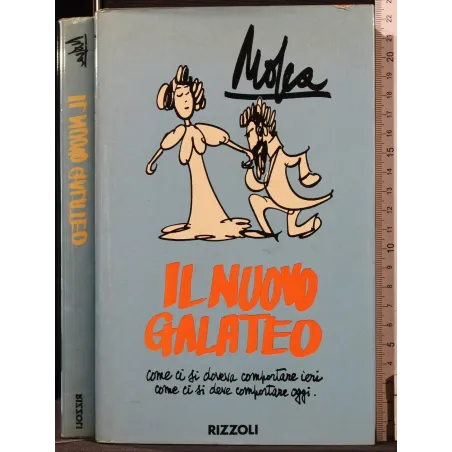 Mosca
IL NUOVO
GALATEO
come ci si doveva comportare ieri
come ci si deve comportare oggi.
RIZZOLI
Mosca
IL NUOVO GALATEO
RIZZOLI